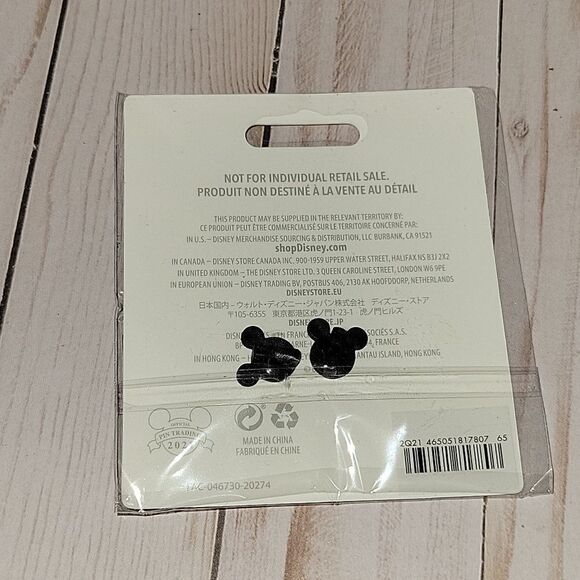 NOT FOR INDIVIDUAL RETAIL SALE.
PRODUIT NON DESTINÉ À LA VENTE AU DÉTAIL
THIS PRODUCT MAY BE SUPPLIED IN THE RELEVANT TERRITORY BY:
CE PRODUIT PEUT ÊTRE COMMERCIALISÉ SUR LE TERRITOIRE CONCERNÉ PAR:
IN U.S. – DISNEY MERCHANDISE SOURCING & DISTRIBUTION, LLC BURBANK, CA 91521
shopDisney.com
IN CANADA – DISNEY STORE CANADA INC, 900-1959 UPPER WATER STREET, HALIFAX NS B3J 2X2
IN UNITED KINGDOM – THE DISNEY STORE LTD. 3 QUEEN CAROLINE STREET, LONDON W6 9PE
IN EUROPEAN UNION – DISNEY TRADING BV, POSTBUS 406, 2130 AK HOOFDDORP, NETHERLANDS
DISNEYSTORE.EU
日本国内 – ウォルト・ディズニー・ジャパン株式会社 ディズニー・ストア
〒105-6355 東京都港区虎ノ門1-23-1 虎ノ門ヒルズ
DISNEYSTORE.JP
FRANCE
IN HONG KONG – LANTAU ISLAND, HONG KONG
OFFICIAL
PIN TRADING
MADE IN CHINA
FABRIQUÉ EN CHINE
2Q21 465051817807 65
FAC-046730-20274